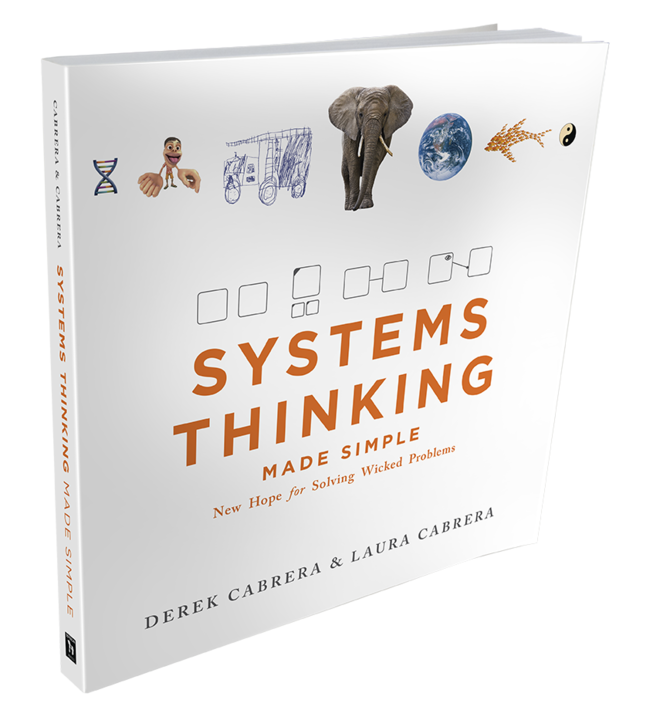 CABRERA & CABRERA
SYSTEMS THINKING MADE SIMPLE
SYSTEMS
THINKING
MADE SIMPLE
New Hope for Solving Wicked Problems
DEREK CABRERA & LAURA CABRERA